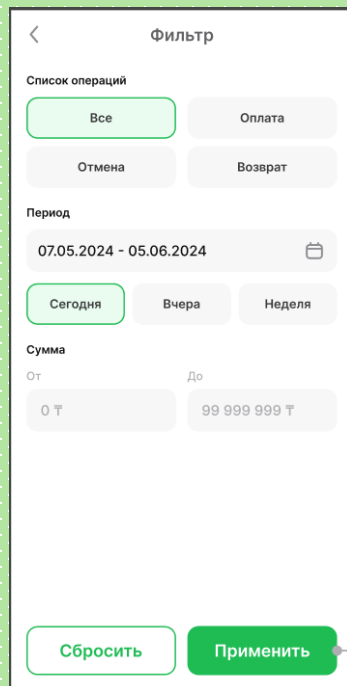 Фильтр
Список операций
Все Оплата
Отмена Возврат
Период
07.05.2024 - 05.06.2024
Сегодня Вчера Неделя
Сумма
От До
0 ₸ 99 999 999 ₸
Сбросить Применить